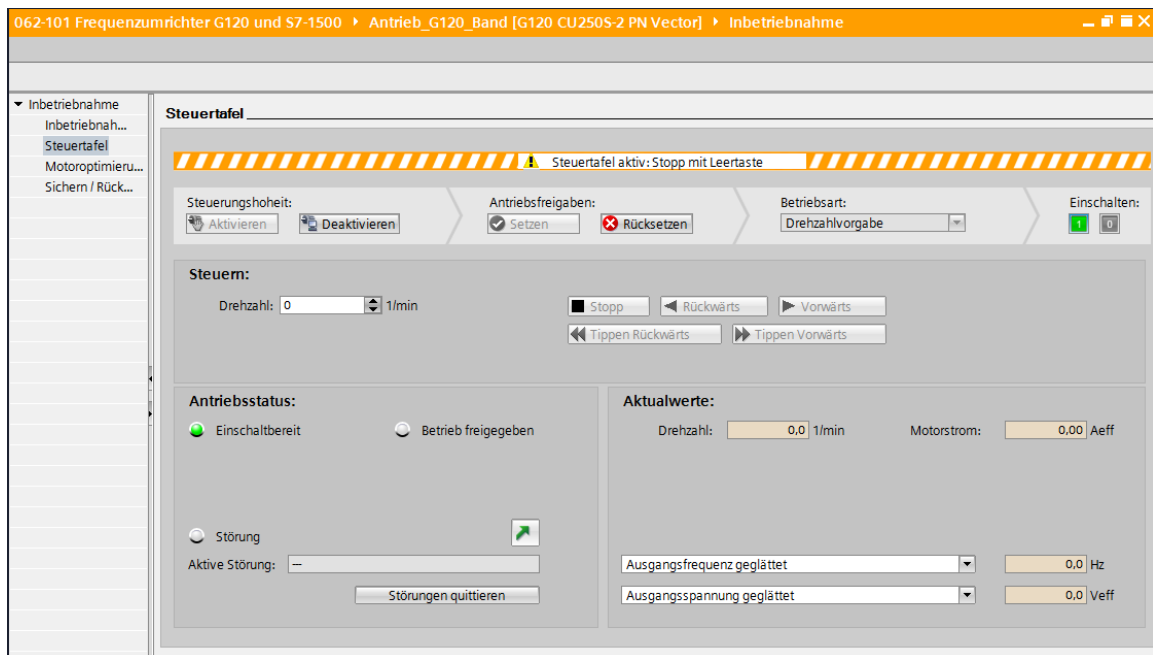 062-101 Frequenzumrichter G120 und S7-1500 ▸ Antrieb_G120_Band [G120 CU250S-2 PN Vector] ▸ Inbetriebnahme
Inbetriebnahme
Inbetriebnah...
Steuertafel
Motoroptimieru...
Sichern / Rück...
Steuertafel
Steuertafel aktiv: Stopp mit Leertaste
Steuerungshoheit: Antriebsfreigaben: Betriebsart: Einschalten:
Aktivieren Deaktivieren Setzen Rücksetzen Drehzahlvorgabe 1 0
Steuern:
Drehzahl: 0 1/min Stopp Rückwärts Vorwärts
Tippen Rückwärts Tippen Vorwärts
Antriebsstatus:
Einschaltbereit Betrieb freigegeben
Störung
Aktive Störung: —
Störungen quittieren
Aktualwerte:
Drehzahl: 0,0 1/min Motorstrom: 0,00 Aeff
Ausgangsfrequenz geglättet 0,0 Hz
Ausgangsspannung geglättet 0,0 Veff